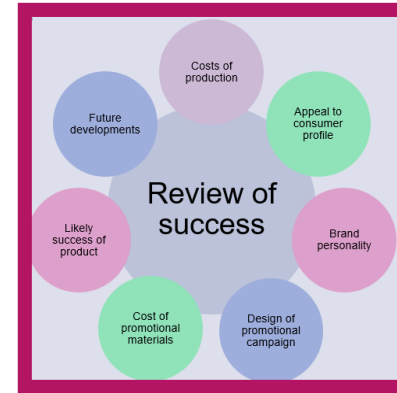 Review of
success
Costs of
production
Appeal to
consumer
profile
Brand
personality
Design of
promotional
campaign
Cost of
promotional
materials
Likely
success of
product
Future
developments